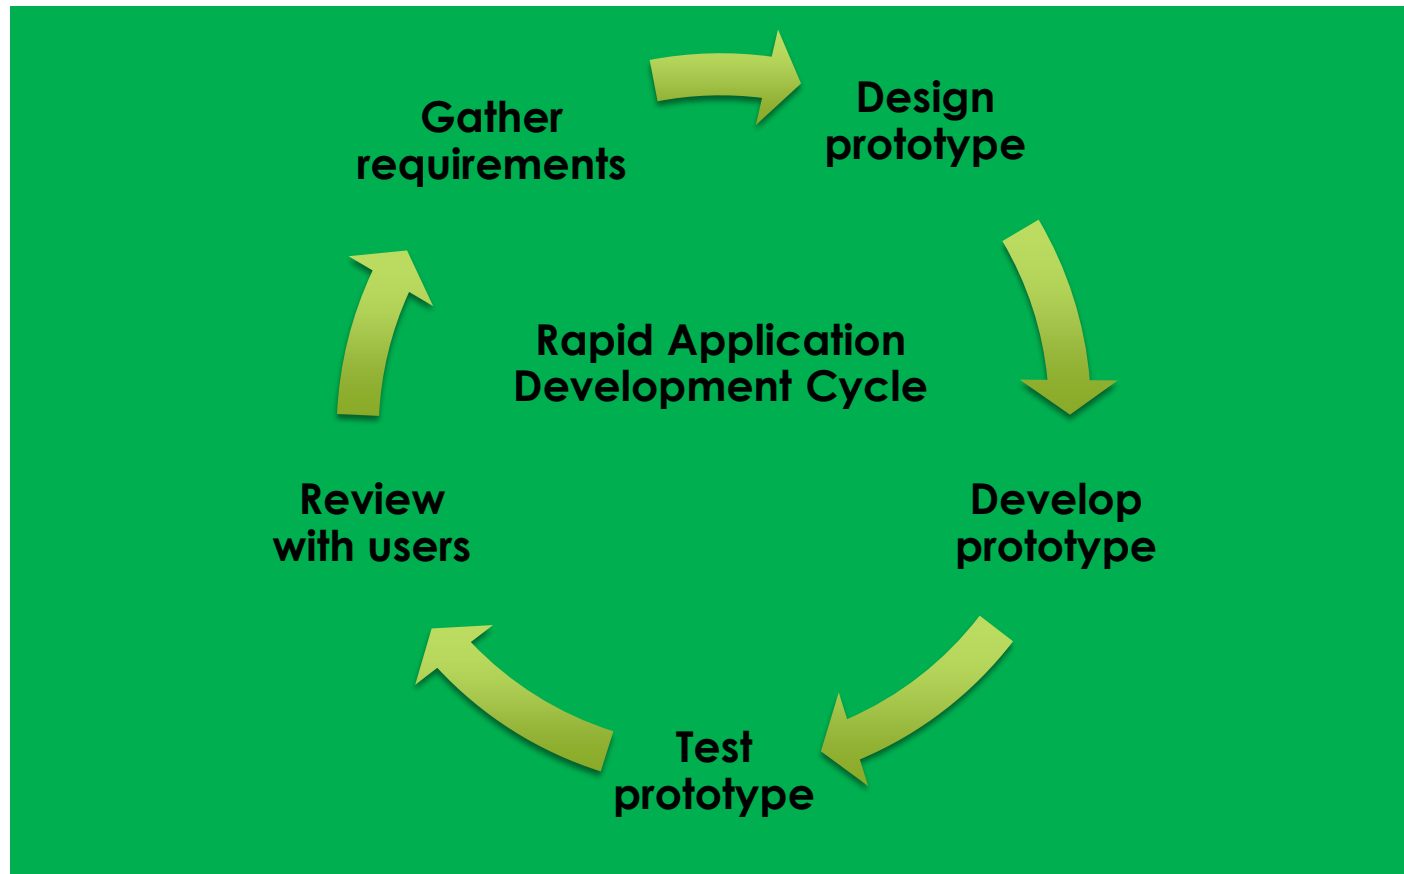 Gather
requirements
Design
prototype
Rapid Application
Development Cycle
Review
with users
Develop
prototype
Test
prototype